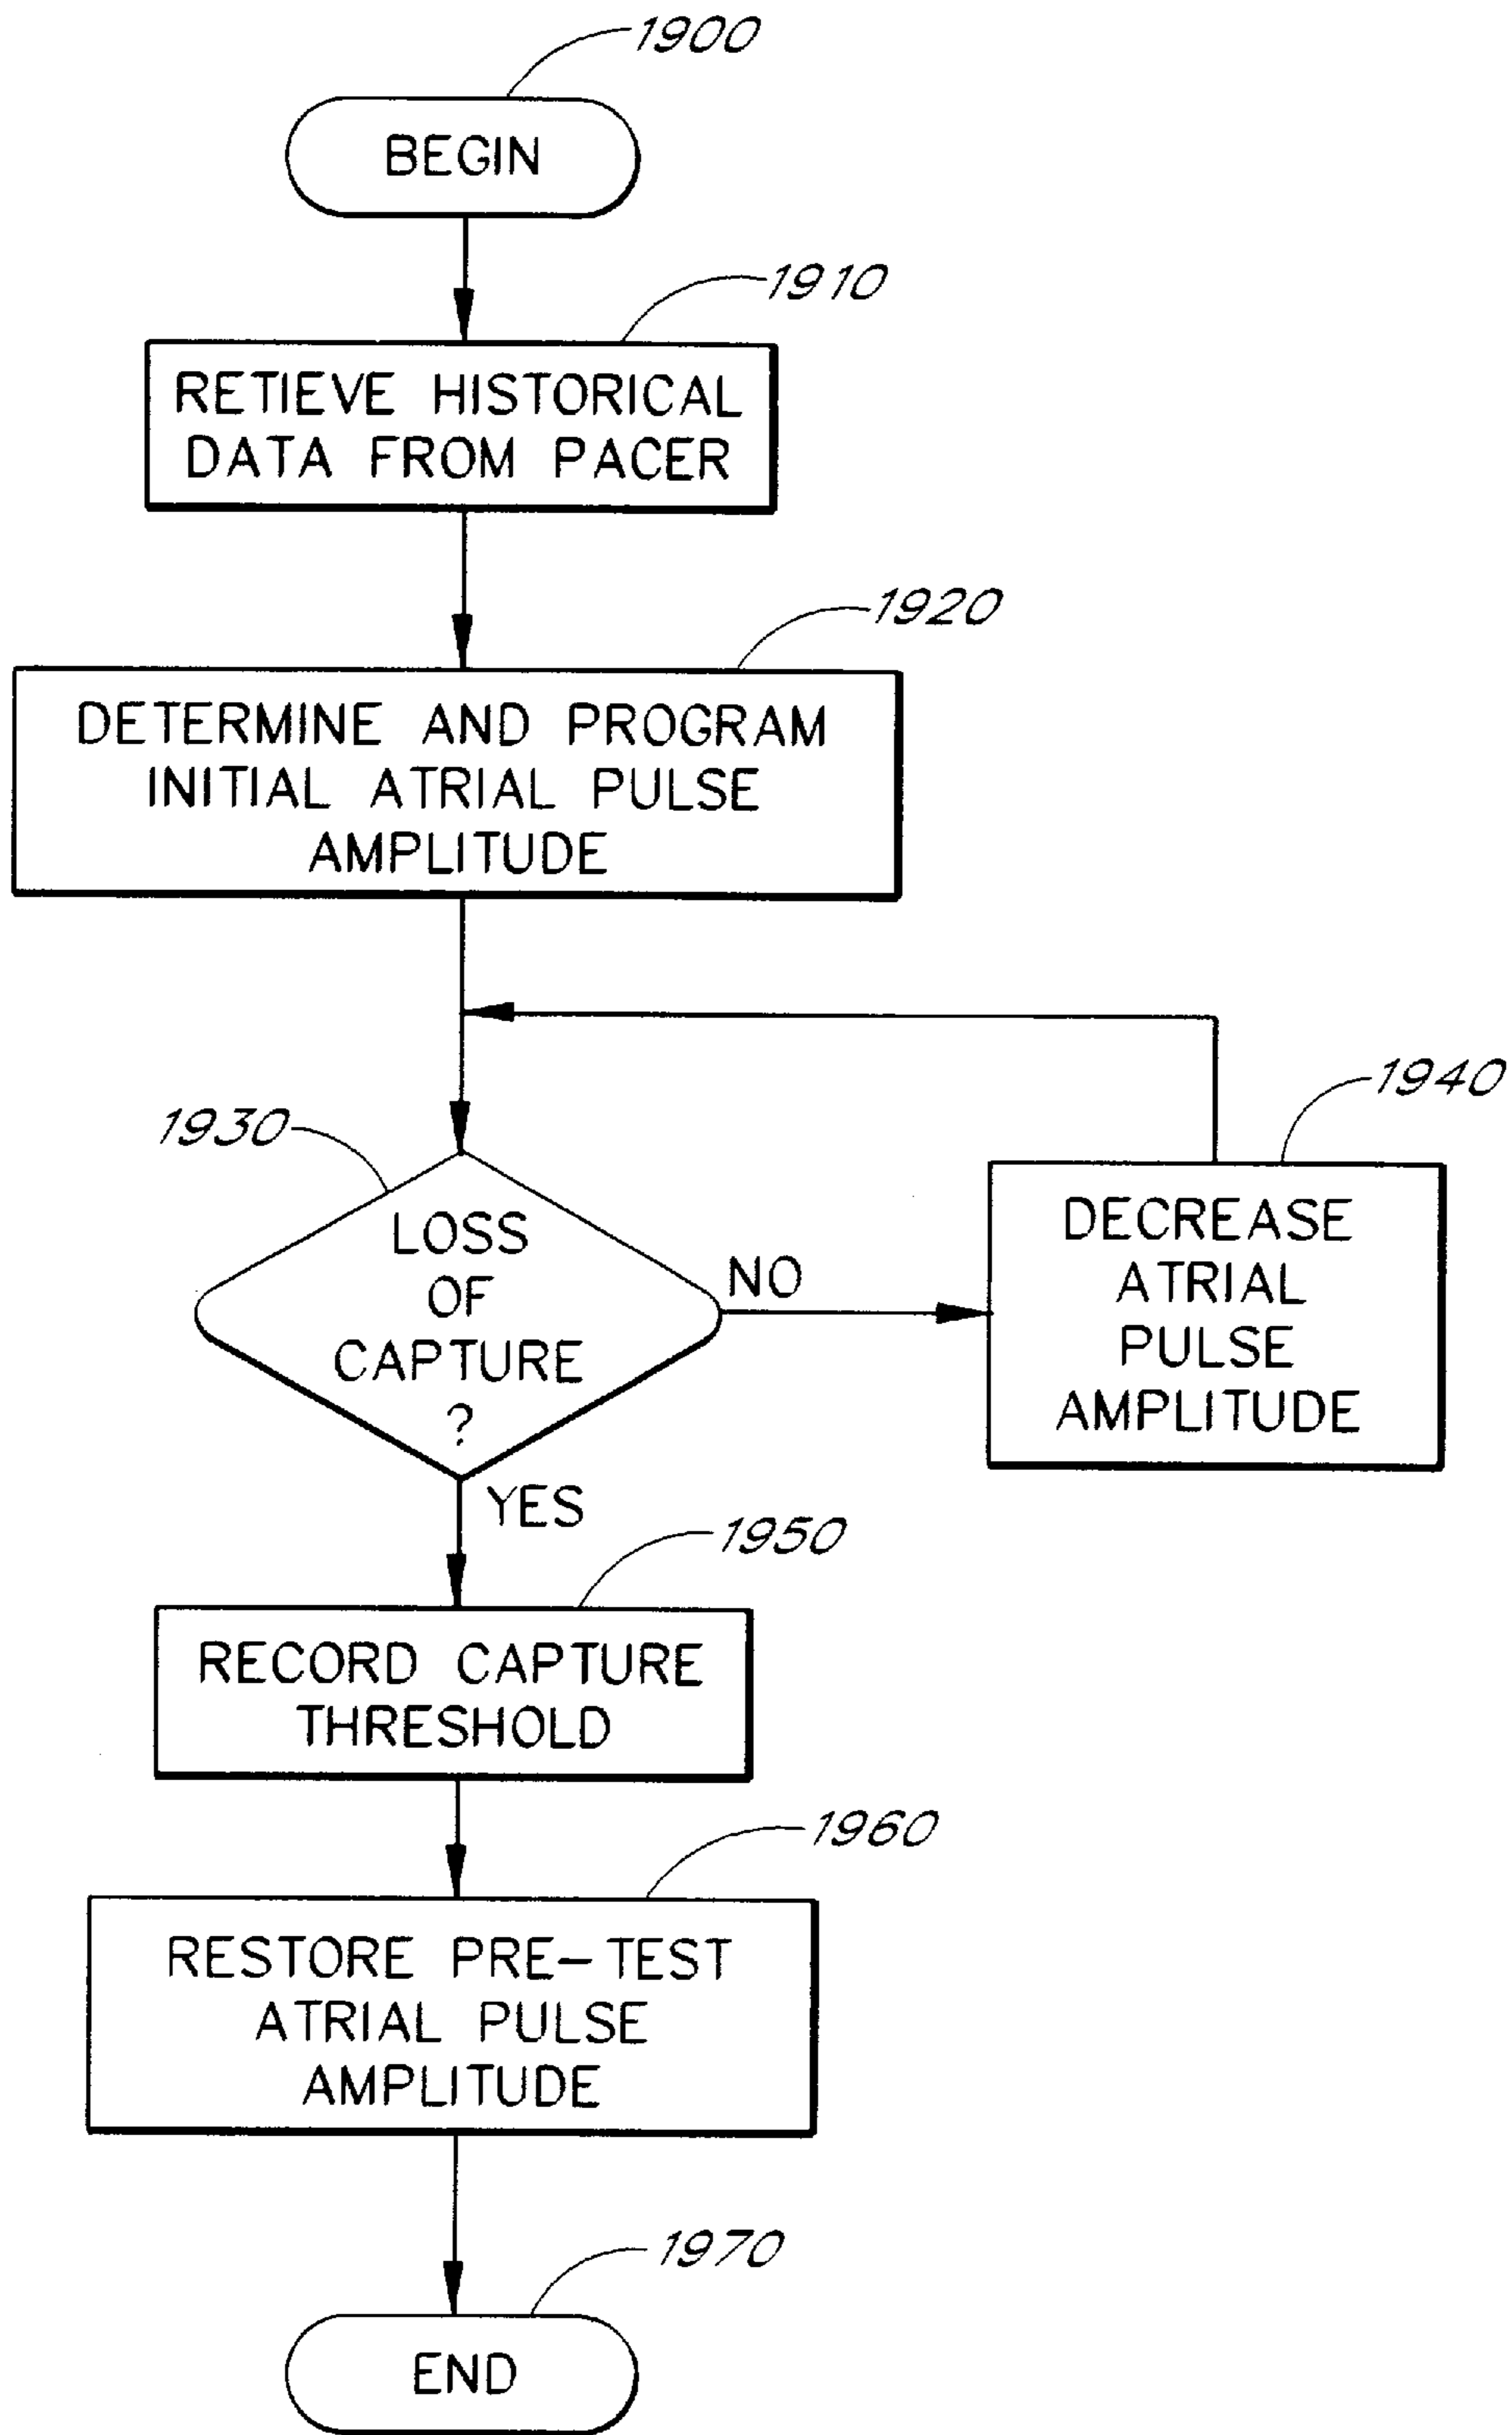 1900
BEGIN
1910
RETIEVE HISTORICAL
DATA FROM PACER
1920
DETERMINE AND PROGRAM
INITIAL ATRIAL PULSE
AMPLITUDE
1930
LOSS
OF
CAPTURE
?
NO
YES
1940
DECREASE
ATRIAL
PULSE
AMPLITUDE
1950
RECORD CAPTURE
THRESHOLD
1960
RESTORE PRE-TEST
ATRIAL PULSE
AMPLITUDE
1970
END